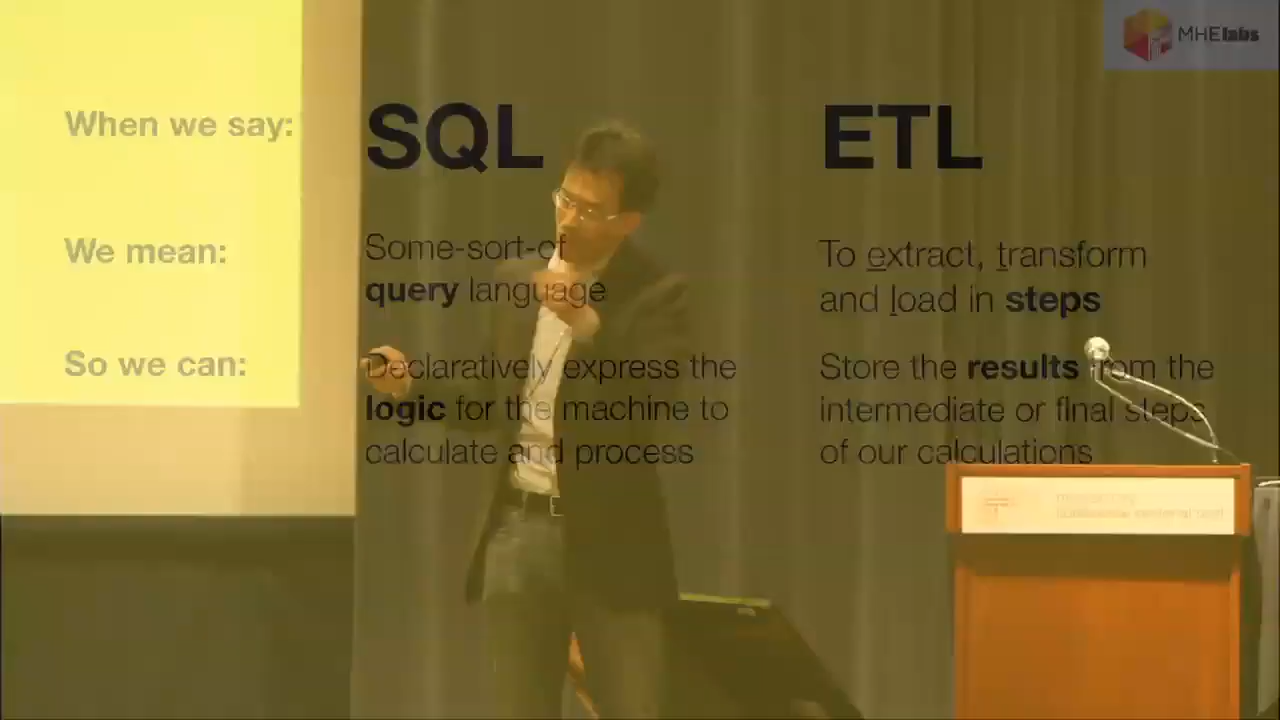 MHElabs
When we say:
SQL
ETL
We mean:
Some-sort-of
query language
To extract, transform
and load in steps
So we can:
Declaratively express the
logic for the machine to
calculate and process
Store the results from the
intermediate or final steps
of our calculations